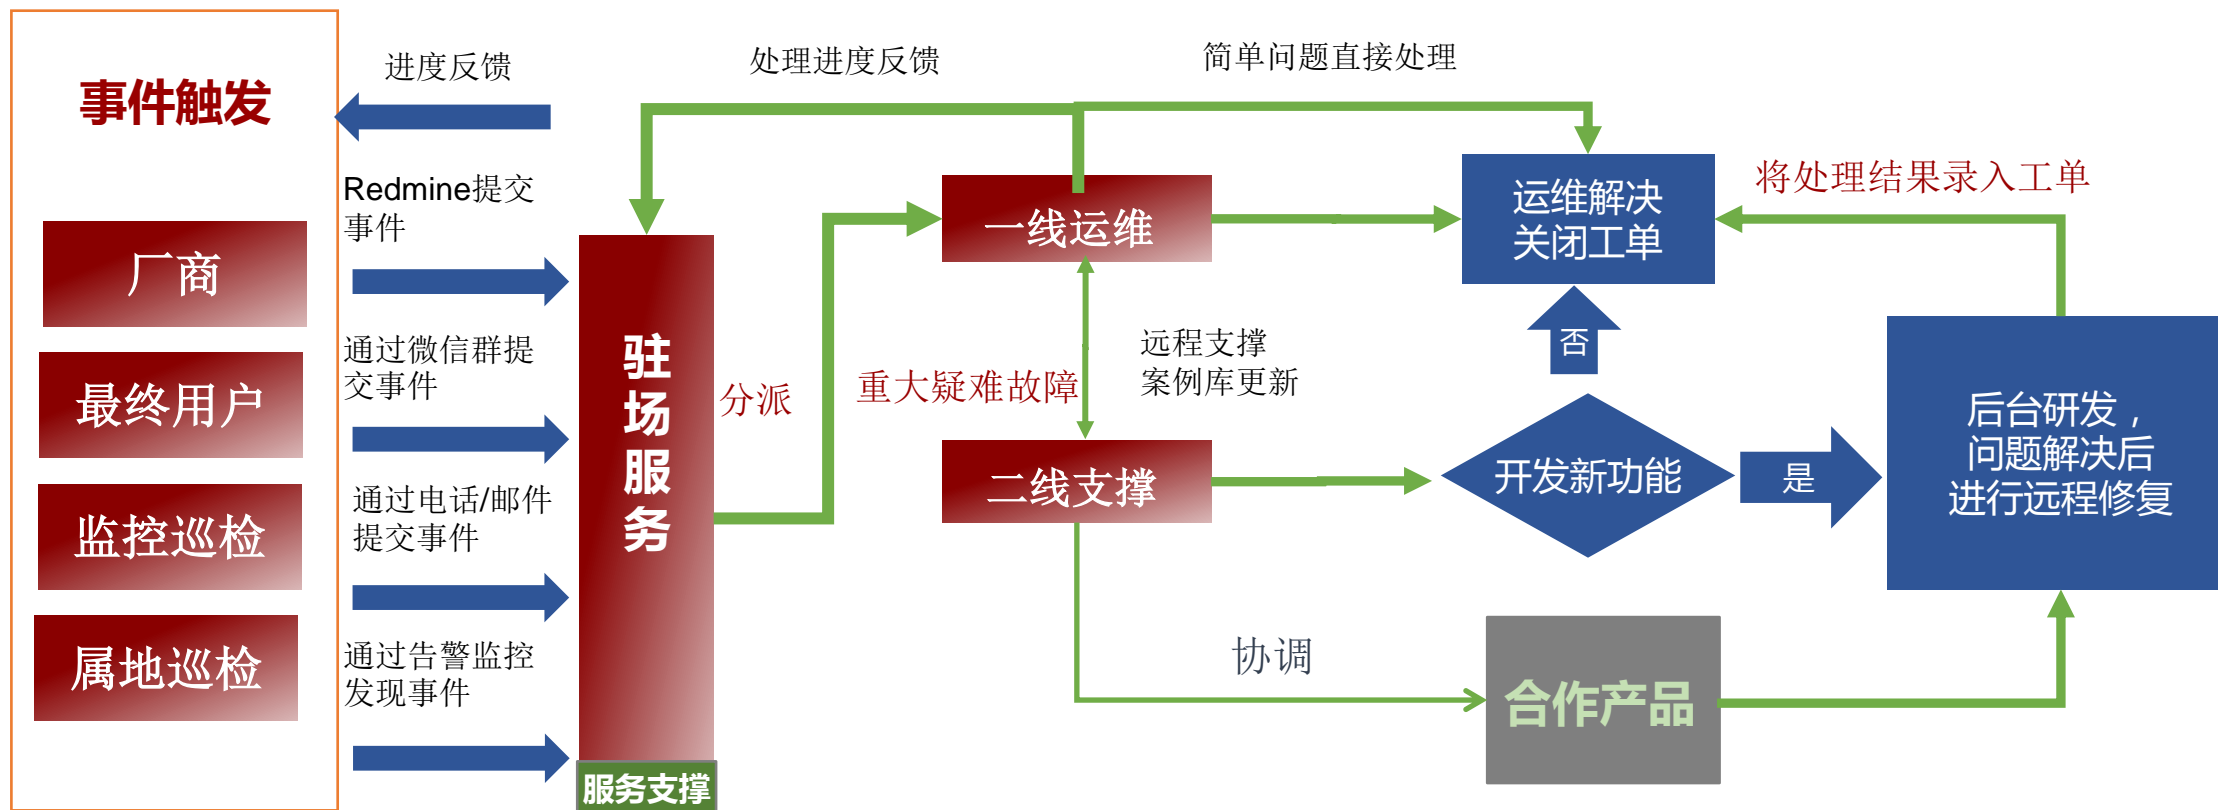 事件触发
厂商
最终用户
监控巡检
属地巡检
进度反馈
Redmine提交
事件
通过微信群提
交事件
通过电话/邮件
提交事件
通过告警监控
发现事件
驻
场
服
务
服务支撑
分派
处理进度反馈
简单问题直接处理
一线运维
重大疑难故障
远程支撑
案例库更新
二线支撑
协调
运维解决
关闭工单
否
开发新功能
是
合作产品
将处理结果录入工单
后台研发，
问题解决后
进行远程修复